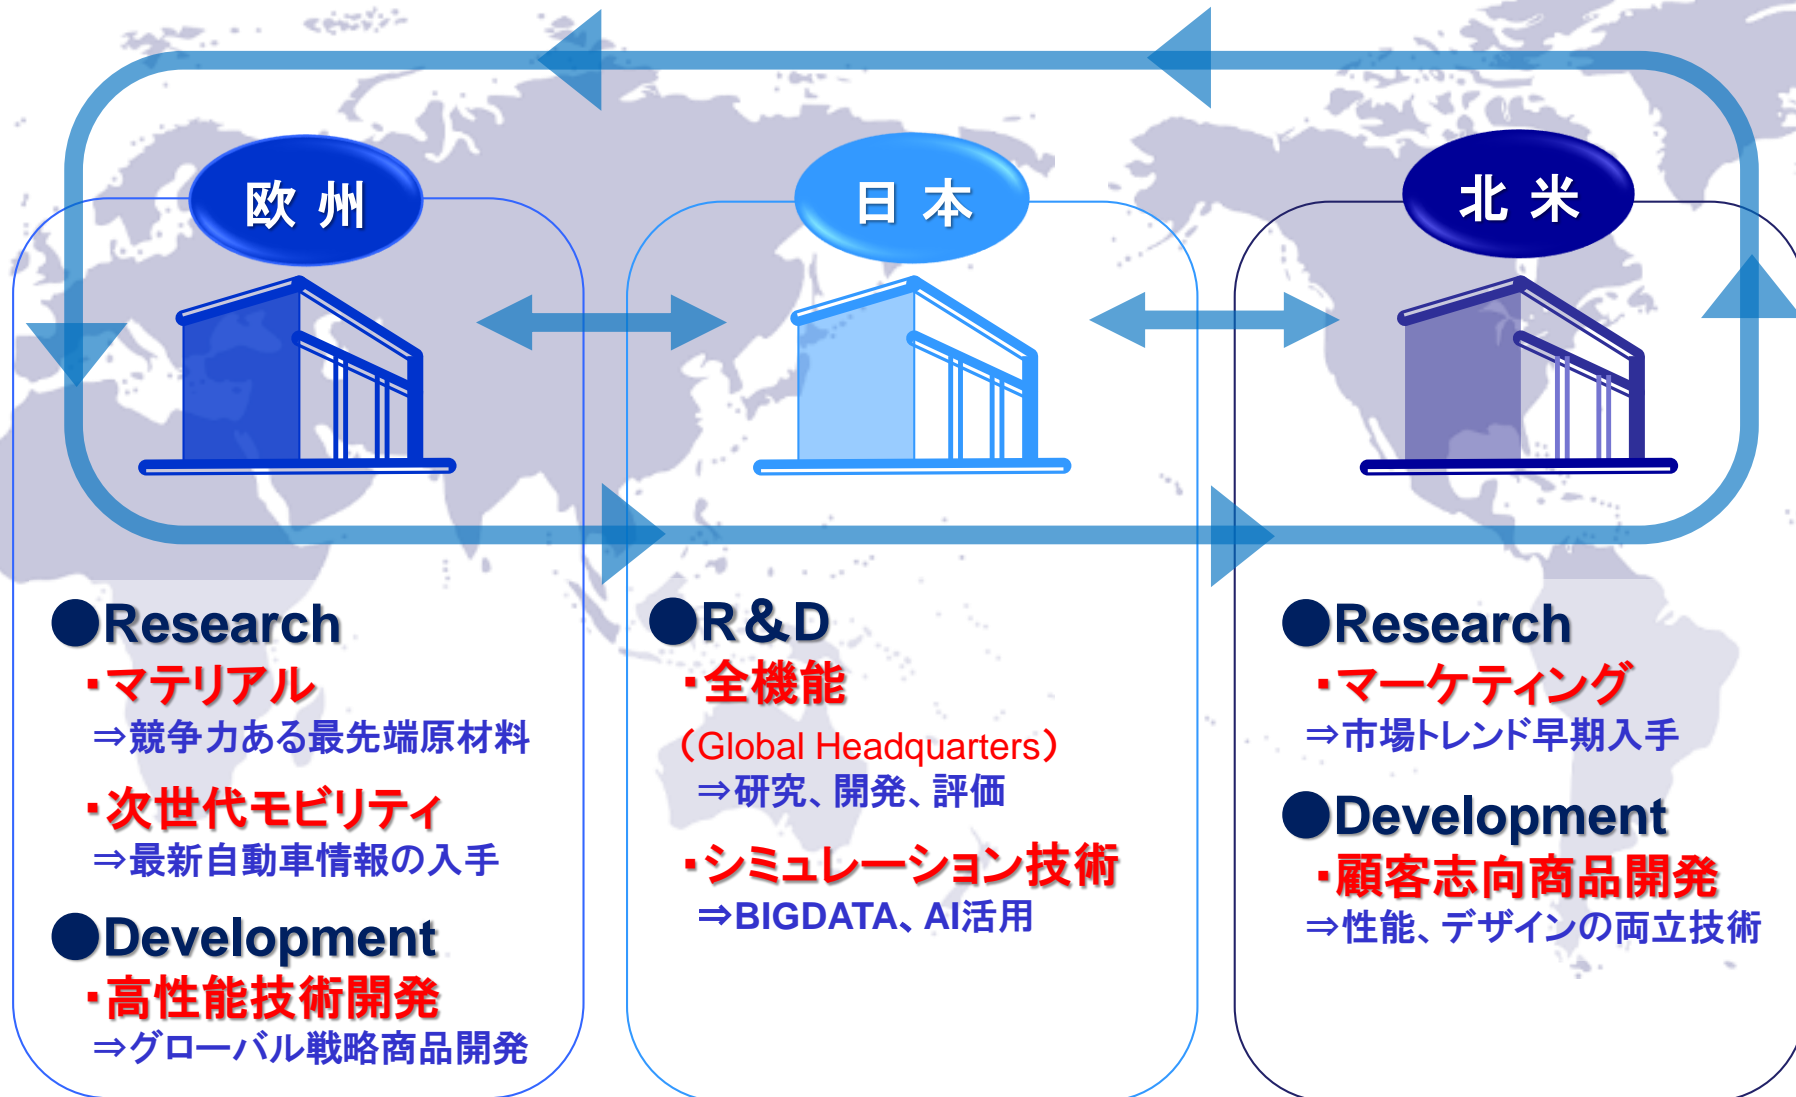 欧 州
●Research
・マテリアル
⇒競争力ある最先端原材料
・次世代モビリティ
⇒最新自動車情報の入手
●Development
・高性能技術開発
⇒グローバル戦略商品開発
日 本
●R＆D
・全機能
（Global Headquarters）
⇒研究、開発、評価
・シミュレーション技術
⇒BIGDATA、AI活用
北 米
●Research
・マーケティング
⇒市場トレンド早期入手
●Development
・顧客志向商品開発
⇒性能、デザインの両立技術